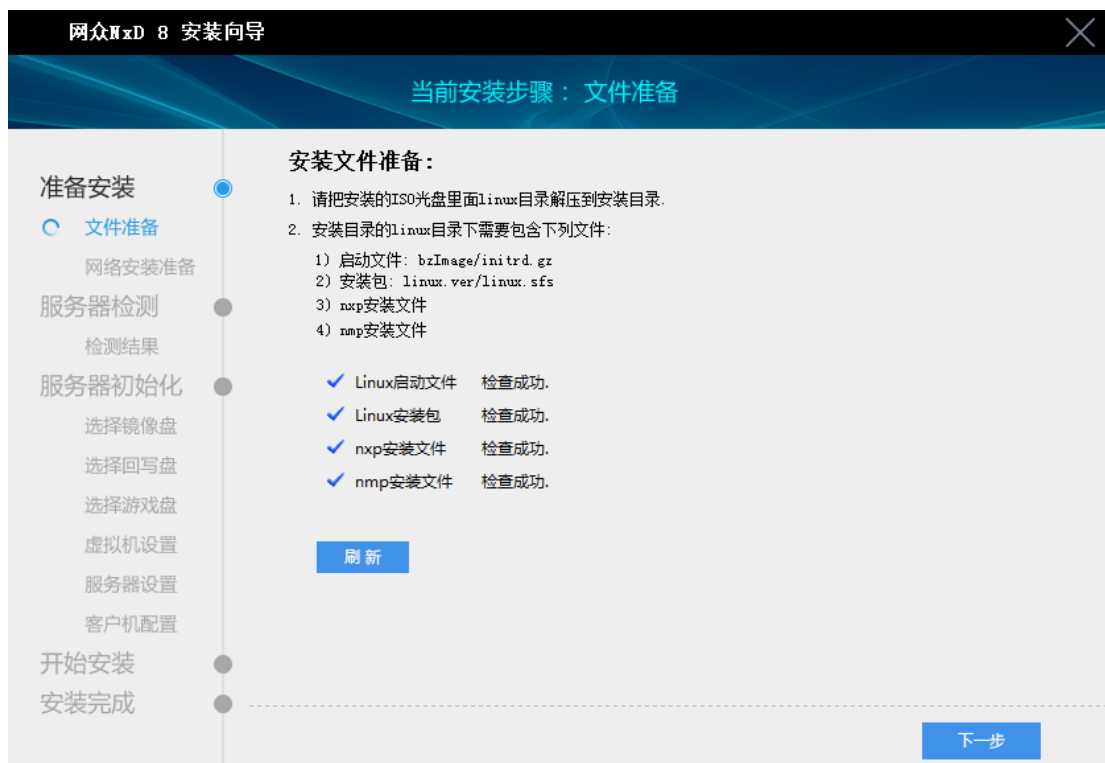 网众NxD 8 安装向导
当前安装步骤：文件准备
准备安装
文件准备
网络安装准备
服务器检测
检测结果
服务器初始化
选择镜像盘
选择回写盘
选择游戏盘
虚拟机设置
服务器设置
客户机配置
开始安装
安装完成
安装文件准备:
1. 请把安装的ISO光盘里面linux目录解压到安装目录.
2. 安装目录的linux目录下需要包含下列文件:
1) 启动文件: bzImage/initrd.gz
2) 安装包: linux.ver/linux.sfs
3) nxp安装文件
4) nmp安装文件
Linux启动文件 检查成功.
Linux安装包 检查成功.
nxp安装文件 检查成功.
nmp安装文件 检查成功.
刷新
下一步